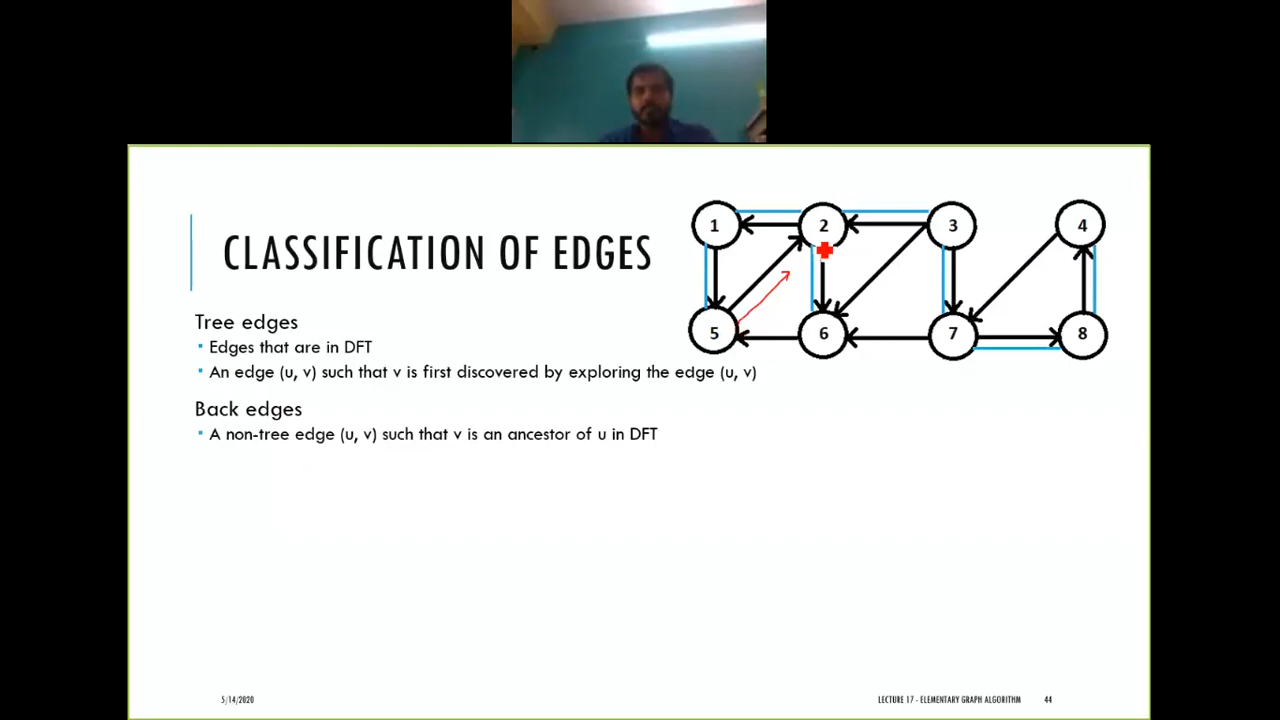 CLASSIFICATION OF EDGES
Tree edges
▪ Edges that are in DFT
▪ An edge (u, v) such that v is first discovered by exploring the edge (u, v)
Back edges
▪ A non-tree edge (u, v) such that v is an ancestor of u in DFT
1 2 3 4
5 6 7 8
5/14/2020 LECTURE 17 - ELEMENTARY GRAPH ALGORITHM 44